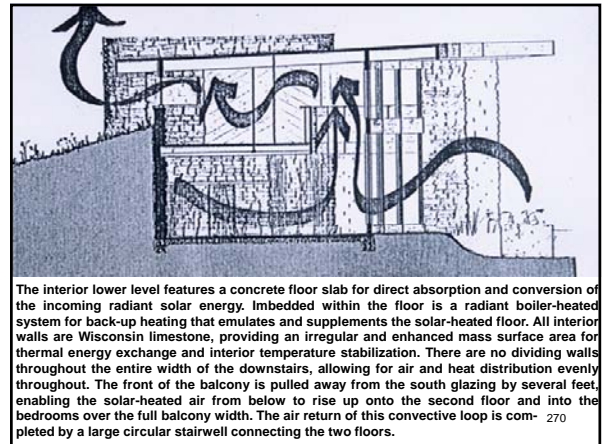 The interior lower level features a concrete floor slab for direct absorption and conversion of
the incoming radiant solar energy. Imbedded within the floor is a radiant boiler-heated
system for back-up heating that emulates and supplements the solar-heated floor. All interior
walls are Wisconsin limestone, providing an irregular and enhanced mass surface area for
thermal energy exchange and interior temperature stabilization. There are no dividing walls
throughout the entire width of the downstairs, allowing for air and heat distribution evenly
throughout. The front of the balcony is pulled away from the south glazing by several feet,
enabling the solar-heated air from below to rise up onto the second floor and into the
bedrooms over the full balcony width. The air return of this convective loop is com- 270
pleted by a large circular stairwell connecting the two floors.